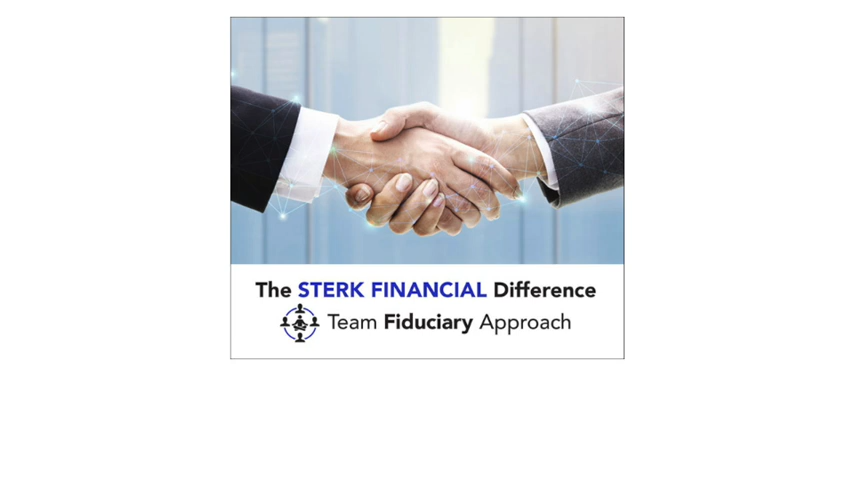 The STERK FINANCIAL Difference
Team Fiduciary Approach